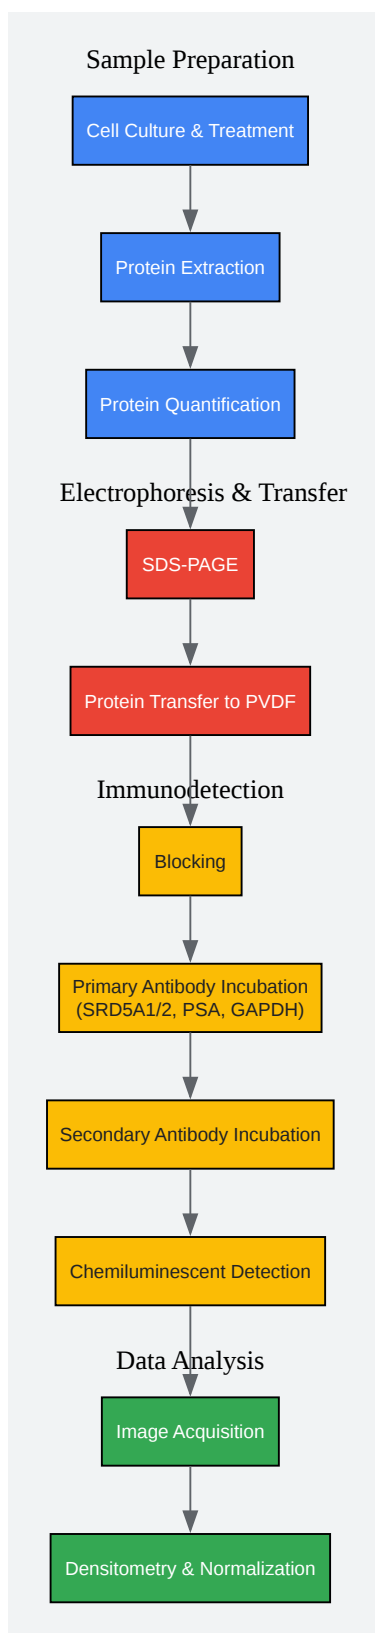 Sample Preparation
Cell Culture & Treatment
Protein Extraction
Protein Quantification
Electrophoresis & Transfer
SDS-PAGE
Protein Transfer to PVDF
Immunodetection
Blocking
Primary Antibody Incubation
(SRD5A1/2, PSA, GAPDH)
Secondary Antibody Incubation
Chemiluminescent Detection
Data Analysis
Image Acquisition
Densitometry & Normalization